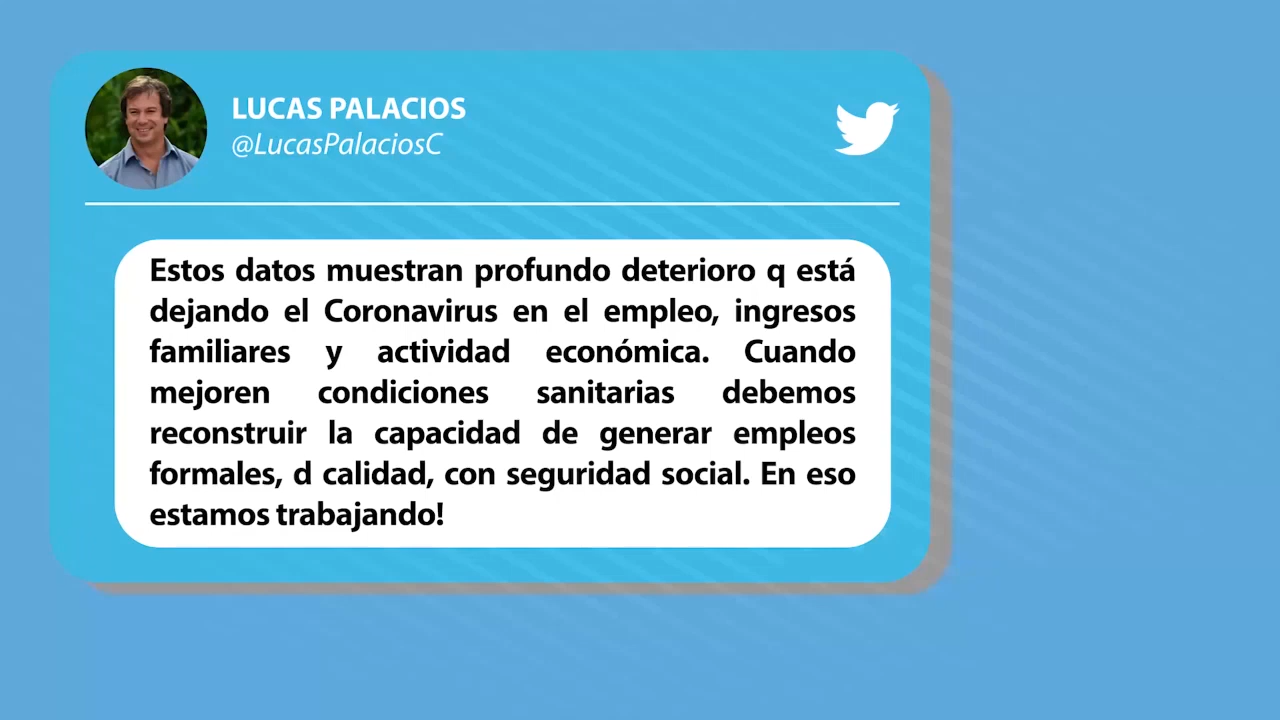 LUCAS PALACIOS
@LucasPalaciosC
Estos datos muestran profundo deterioro q está
dejando el Coronavirus en el empleo, ingresos
familiares y actividad económica. Cuando
mejoren condiciones sanitarias debemos
reconstruir la capacidad de generar empleos
formales, d calidad, con seguridad social. En eso
estamos trabajando!